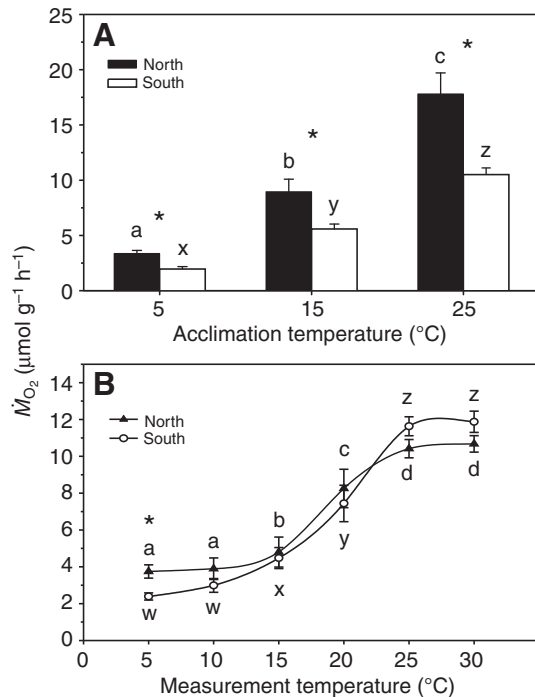 A
North
South
25
20
15
10
5
0
a * x
b * y
c * z
5 15 25
Acclimation temperature (°C)
ṀO₂ (μmol g⁻¹ h⁻¹)
B
North
South
14
12
10
8
6
4
2
0
* a a b c d d
w w x y z z
0 5 10 15 20 25 30
Measurement temperature (°C)